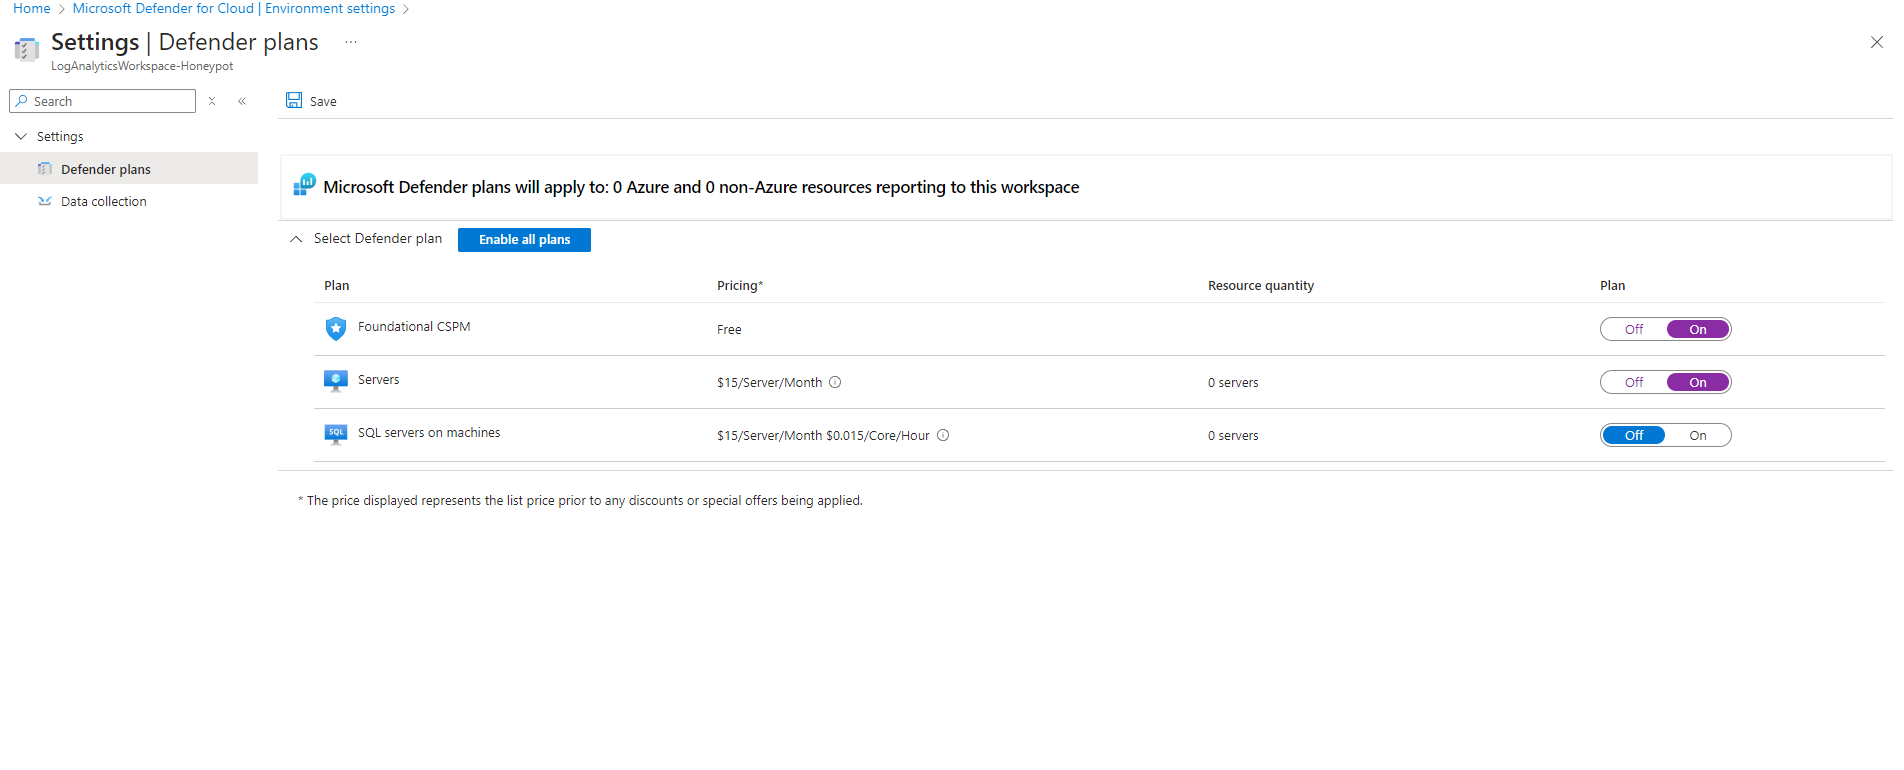 Home > Microsoft Defender for Cloud | Environment settings >
Settings | Defender plans ...
LogAnalyticsWorkspace-Honeypot
Search
Save
Settings
Defender plans
Data collection
Microsoft Defender plans will apply to: 0 Azure and 0 non-Azure resources reporting to this workspace
Select Defender plan Enable all plans
Plan Pricing* Resource quantity Plan
Foundational CSPM Free Off On
Servers $15/Server/Month 0 servers Off On
SQL SQL servers on machines $15/Server/Month $0.015/Core/Hour 0 servers Off On
* The price displayed represents the list price prior to any discounts or special offers being applied.